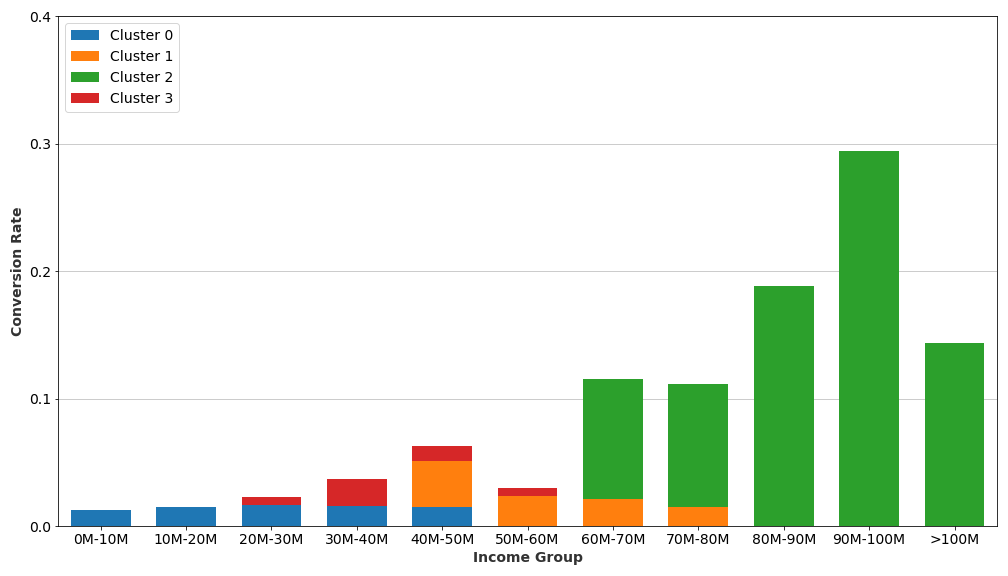 Cluster 0
Cluster 1
Cluster 2
Cluster 3
0.4
0.3
0.2
0.1
0.0
Conversion Rate
0M-10M 10M-20M 20M-30M 30M-40M 40M-50M 50M-60M 60M-70M 70M-80M 80M-90M 90M-100M >100M
Income Group